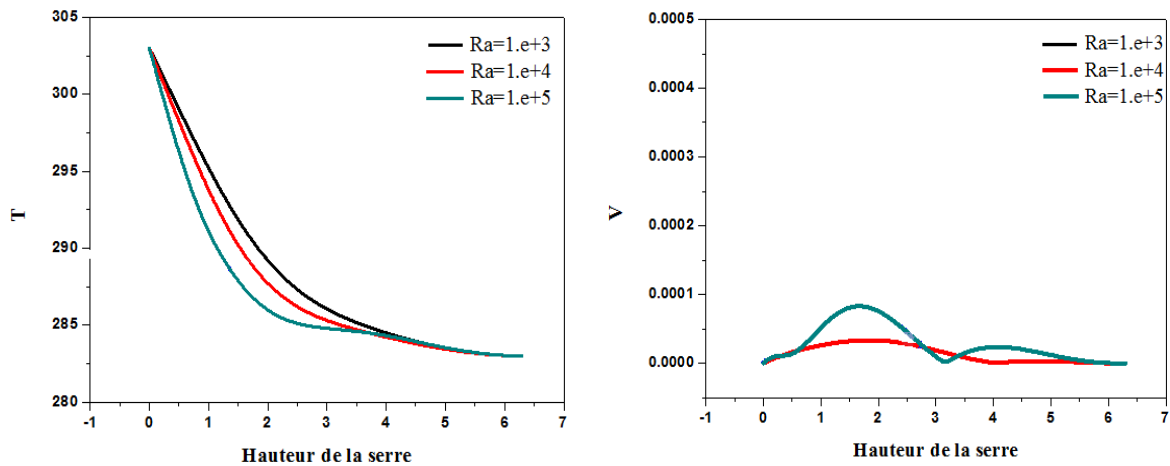 305
300
295
290
285
280
T
Ra=1.e+3
Ra=1.e+4
Ra=1.e+5
-1 0 1 2 3 4 5 6 7
Hauteur de la serre
0.0005
0.0004
0.0003
0.0002
0.0001
0.0000
V
Ra=1.e+3
Ra=1.e+4
Ra=1.e+5
-1 0 1 2 3 4 5 6 7
Hauteur de la serre